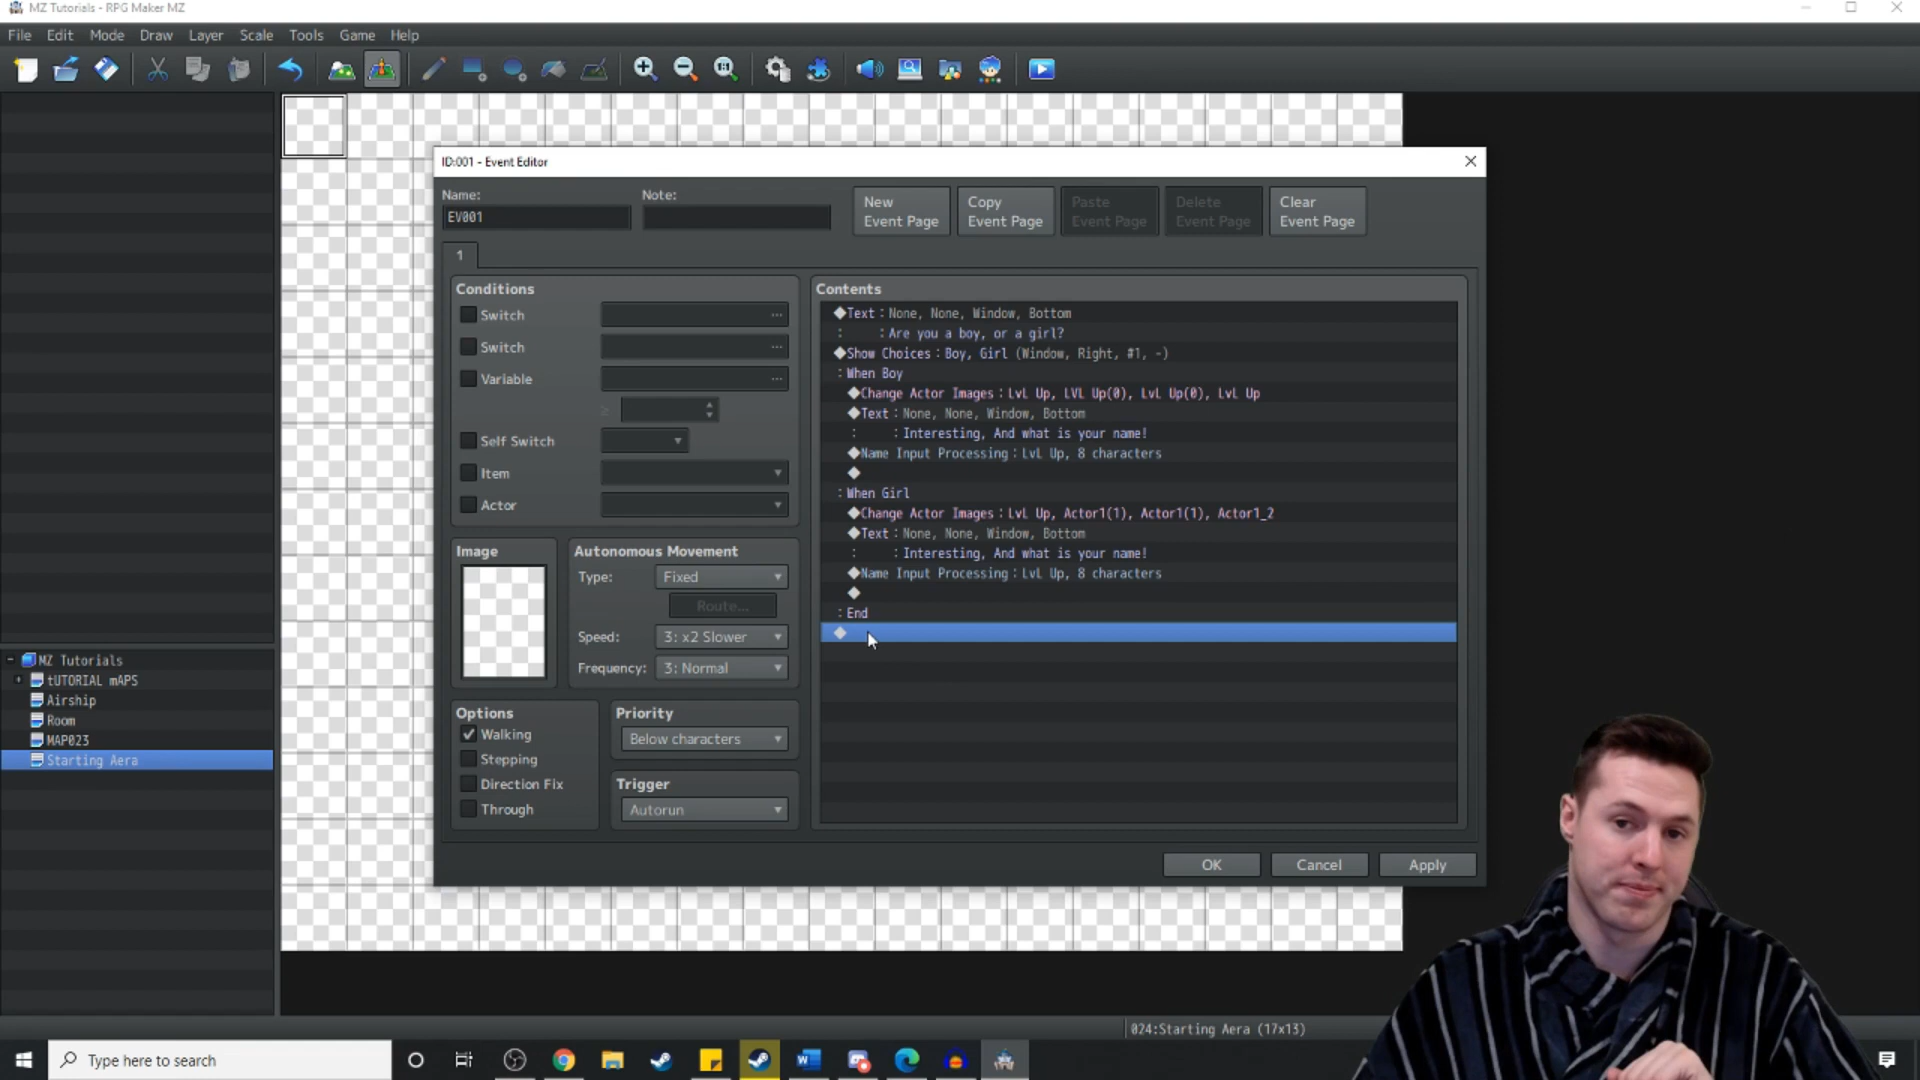 MZ Tutorials - RPG Maker MZ
File Edit Mode Draw Layer Scale Tools Game Help
ID:001 - Event Editor
Name:
EV001
Note:
New
Event Page
Copy
Event Page
Paste
Event Page
Delete
Event Page
Clear
Event Page
1
Conditions
Switch
Switch
Variable
≥
Self Switch
Item
Actor
Image
Autonomous Movement
Type: Fixed
Route...
Speed: 3: x2 Slower
Frequency: 3: Normal
Options
Walking
Stepping
Direction Fix
Through
Priority
Below characters
Trigger
Autorun
Contents
◆Text : None, None, Window, Bottom
: : Are you a boy, or a girl?
◆Show Choices : Boy, Girl (Window, Right, #1, -)
: When Boy
◆Change Actor Images : LvL Up, LVL Up(0), LvL Up(0), LvL Up
◆Text : None, None, Window, Bottom
: : Interesting, And what is your name!
◆Name Input Processing : LvL Up, 8 characters
◆
: When Girl
◆Change Actor Images : LvL Up, Actor1(1), Actor1(1), Actor1_2
◆Text : None, None, Window, Bottom
: : Interesting, And what is your name!
◆Name Input Processing : LvL Up, 8 characters
◆
: End
◆
OK Cancel Apply
MZ Tutorials
tUTORIAL mAPS
Airship
Room
MAP023
Starting Aera
024:Starting Aera (17x13)
Type here to search